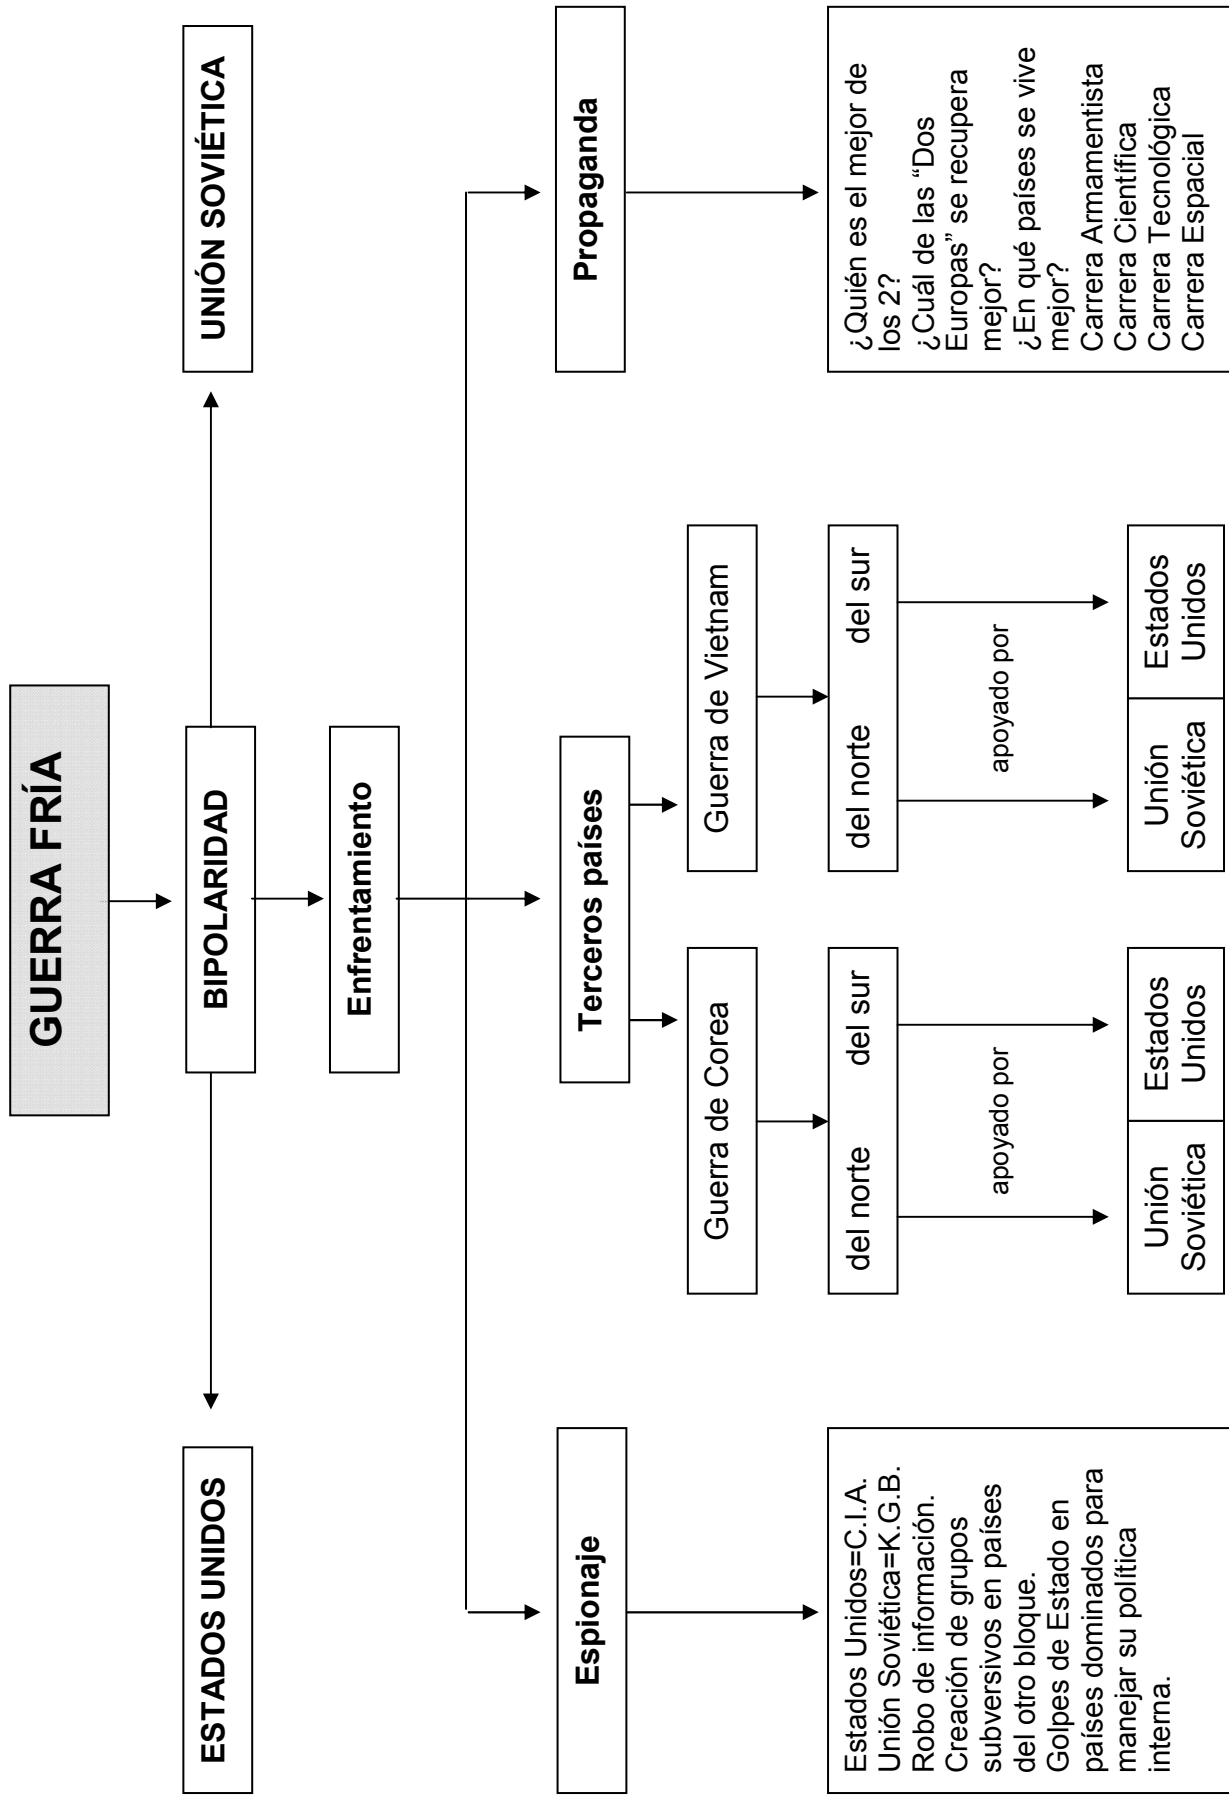 GUERRA FRÍA
ESTADOS UNIDOS
BIPOLARIDAD
UNIÓN SOVIÉTICA
Enfrentamiento
Espionaje
Terceros países
Propaganda
Estados Unidos=C.I.A.
Unión Soviética=K.G.B.
Robo de información.
Creación de grupos
subversivos en países
del otro bloque.
Golpes de Estado en
países dominados para
manejar su política
interna.
Guerra de Corea
del norte del sur
apoyado por
Unión
Soviética
Estados
Unidos
Guerra de Vietnam
del norte del sur
apoyado por
Unión
Soviética
Estados
Unidos
¿Quién es el mejor de
los 2?
¿Cuál de las “Dos
Europas” se recupera
mejor?
¿En qué países se vive
mejor?
Carrera Armamentista
Carrera Científica
Carrera Tecnológica
Carrera Espacial